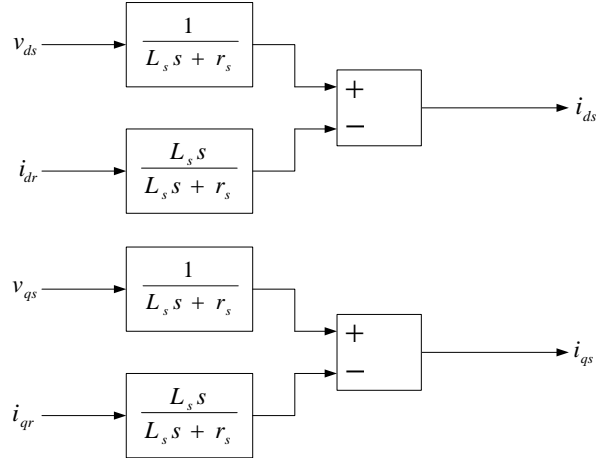 v_ds
1
L_s s + r_s
+
−
i_ds
i_dr
L_s s
L_s s + r_s
v_qs
1
L_s s + r_s
+
−
i_qs
i_qr
L_s s
L_s s + r_s